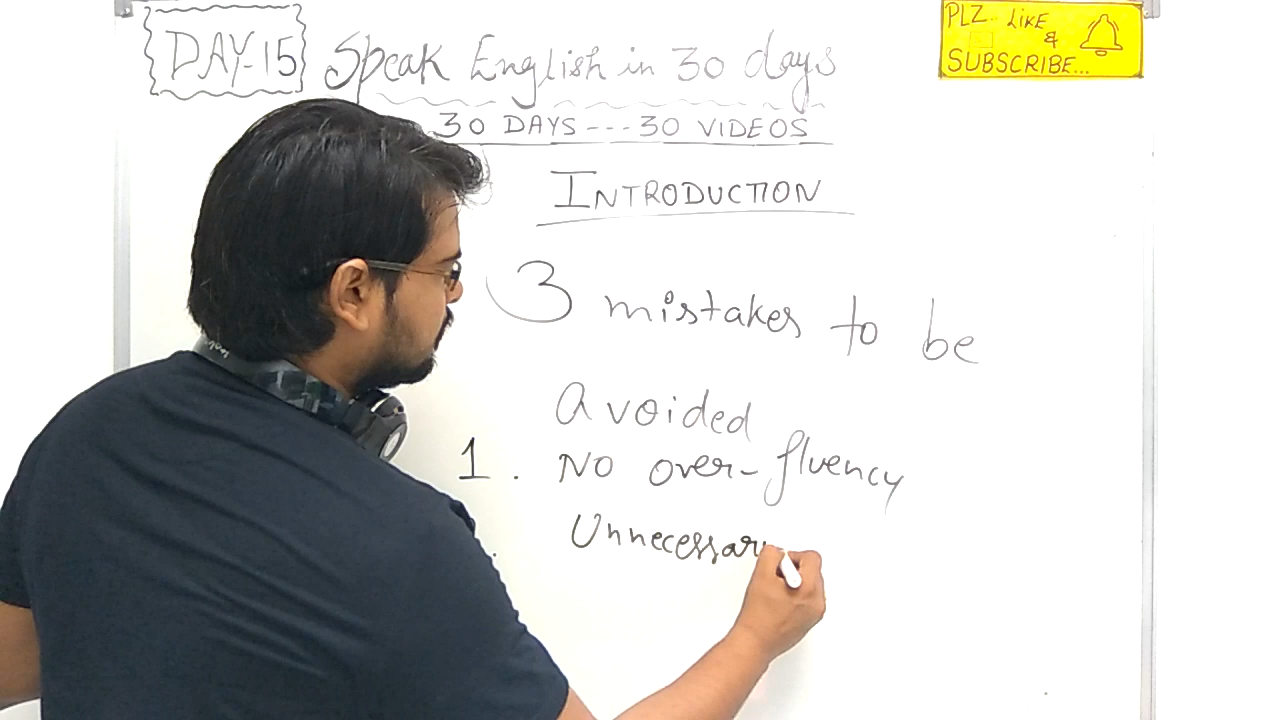 DAY-15
Speak English in 30 days
30 DAYS---30 VIDEOS
PLZ.. LIKE
&
SUBSCRIBE...
INTRODUCTION
3 mistakes to be
avoided
1. NO over-fluency
Unnecessar